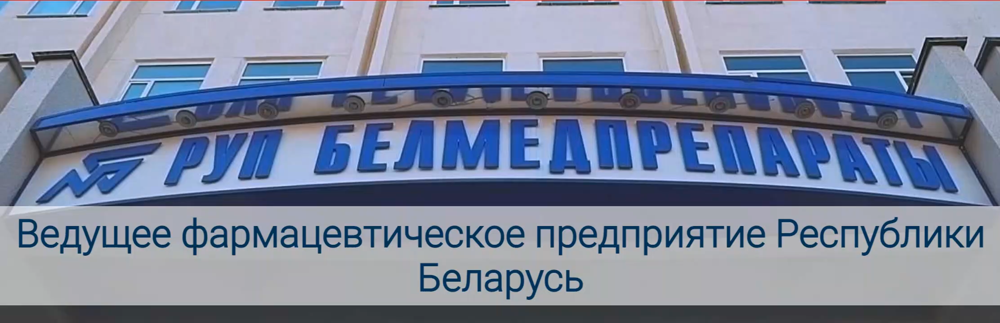 РУП БЕЛМЕДПРЕПАРАТЫ
Ведущее фармацевтическое предприятие Республики
Беларусь